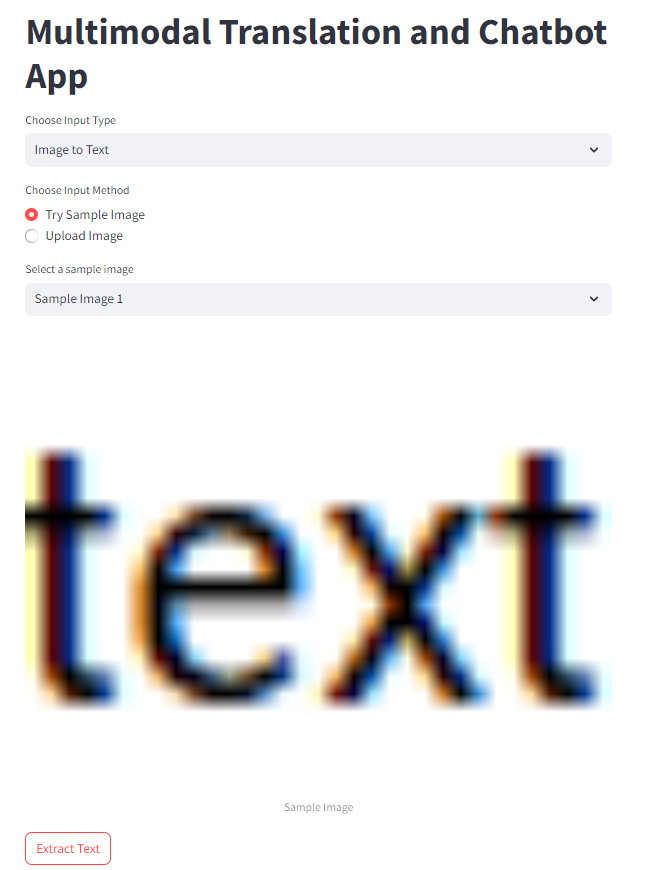 Multimodal Translation and Chatbot
App
Choose Input Type
Image to Text
Choose Input Method
Try Sample Image
Upload Image
Select a sample image
Sample Image 1
text
Sample Image
Extract Text